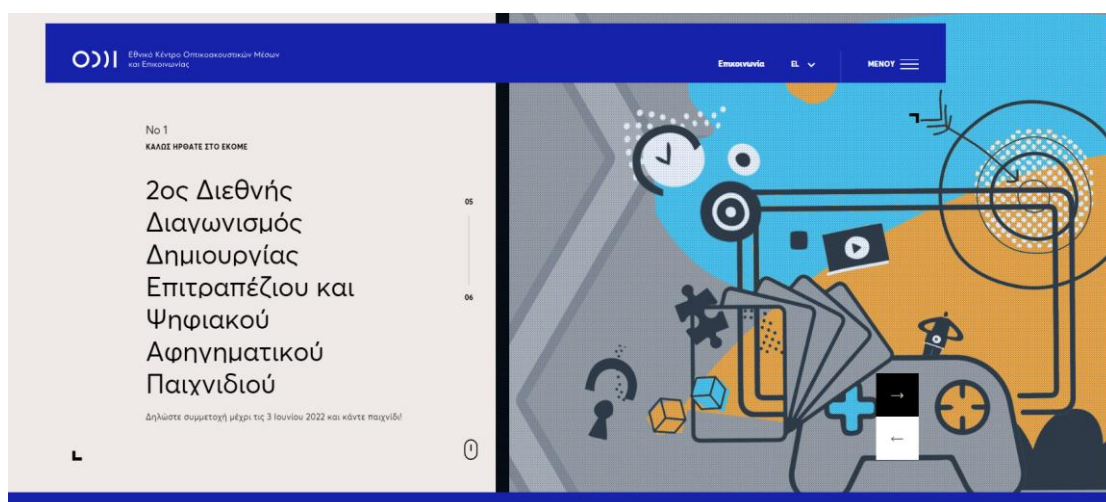 Εθνικό Κέντρο Οπτικοακουστικών Μέσων
και Επικοινωνίας
Επικοινωνία
EL
ΜΕΝΟΥ
No 1
ΚΑΛΩΣ ΗΡΘΑΤΕ ΣΤΟ ΕΚΟΜΕ
2ος Διεθνής
Διαγωνισμός
Δημιουργίας
Επιτραπέζιου και
Ψηφιακού
Αφηγηματικού
Παιχνιδιού
05
06
Δηλώστε συμμετοχή μέχρι τις 3 Ιουνίου 2022 και κάντε παιχνίδι!